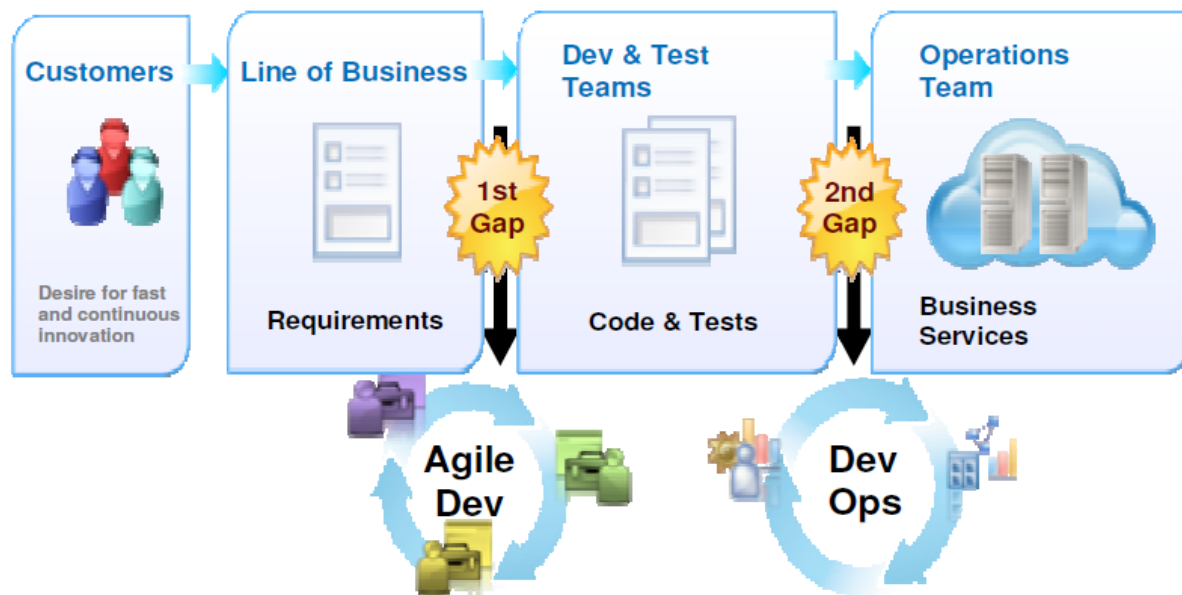 Customers
Desire for fast
and continuous
innovation
Line of Business
Requirements
1st
Gap
Dev & Test
Teams
Code & Tests
2nd
Gap
Operations
Team
Business
Services
Agile
Dev
Dev
Ops